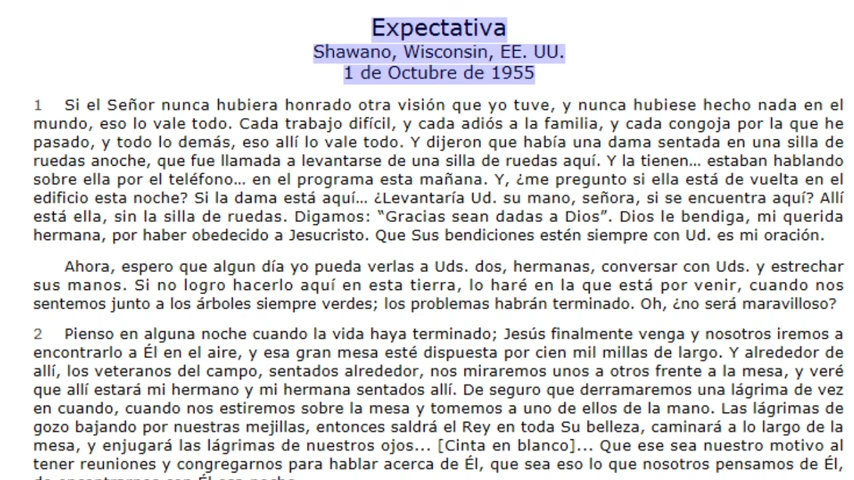 Expectativa
Shawano, Wisconsin, EE. UU.
1 de Octubre de 1955
1 Si el Señor nunca hubiera honrado otra visión que yo tuve, y nunca hubiese hecho nada en el
mundo, eso lo vale todo. Cada trabajo difícil, y cada adiós a la familia, y cada congoja por la que he
pasado, y todo lo demás, eso allí lo vale todo. Y dijeron que había una dama sentada en una silla de
ruedas anoche, que fue llamada a levantarse de una silla de ruedas aquí. Y la tienen… estaban hablando
sobre ella por el teléfono… en el programa esta mañana. Y, ¿me pregunto si ella está de vuelta en el
edificio esta noche? Si la dama está aquí… ¿Levantaría Ud. su mano, señora, si se encuentra aquí? Allí
está ella, sin la silla de ruedas. Digamos: “Gracias sean dadas a Dios”. Dios le bendiga, mi querida
hermana, por haber obedecido a Jesucristo. Que Sus bendiciones estén siempre con Ud. es mi oración.
Ahora, espero que algun día yo pueda verlas a Uds. dos, hermanas, conversar con Uds. y estrechar
sus manos. Si no logro hacerlo aquí en esta tierra, lo haré en la que está por venir, cuando nos
sentemos junto a los árboles siempre verdes; los problemas habrán terminado. Oh, ¿no será maravilloso?
2 Pienso en alguna noche cuando la vida haya terminado; Jesús finalmente venga y nosotros iremos a
encontrarlo a Él en el aire, y esa gran mesa esté dispuesta por cien mil millas de largo. Y alrededor de
allí, los veteranos del campo, sentados alrededor, nos miraremos unos a otros frente a la mesa, y veré
que allí estará mi hermano y mi hermana sentados allí. De seguro que derramaremos una lágrima de vez
en cuando, cuando nos estiremos sobre la mesa y tomemos a uno de ellos de la mano. Las lágrimas de
gozo bajando por nuestras mejillas, entonces saldrá el Rey en toda Su belleza, caminará a lo largo de la
mesa, y enjugará las lágrimas de nuestros ojos... [Cinta en blanco]... Que ese sea nuestro motivo al
tener reuniones y congregarnos para hablar acerca de Él, que sea eso lo que nosotros pensamos de Él,
de encontrarnos con Él esa noche.